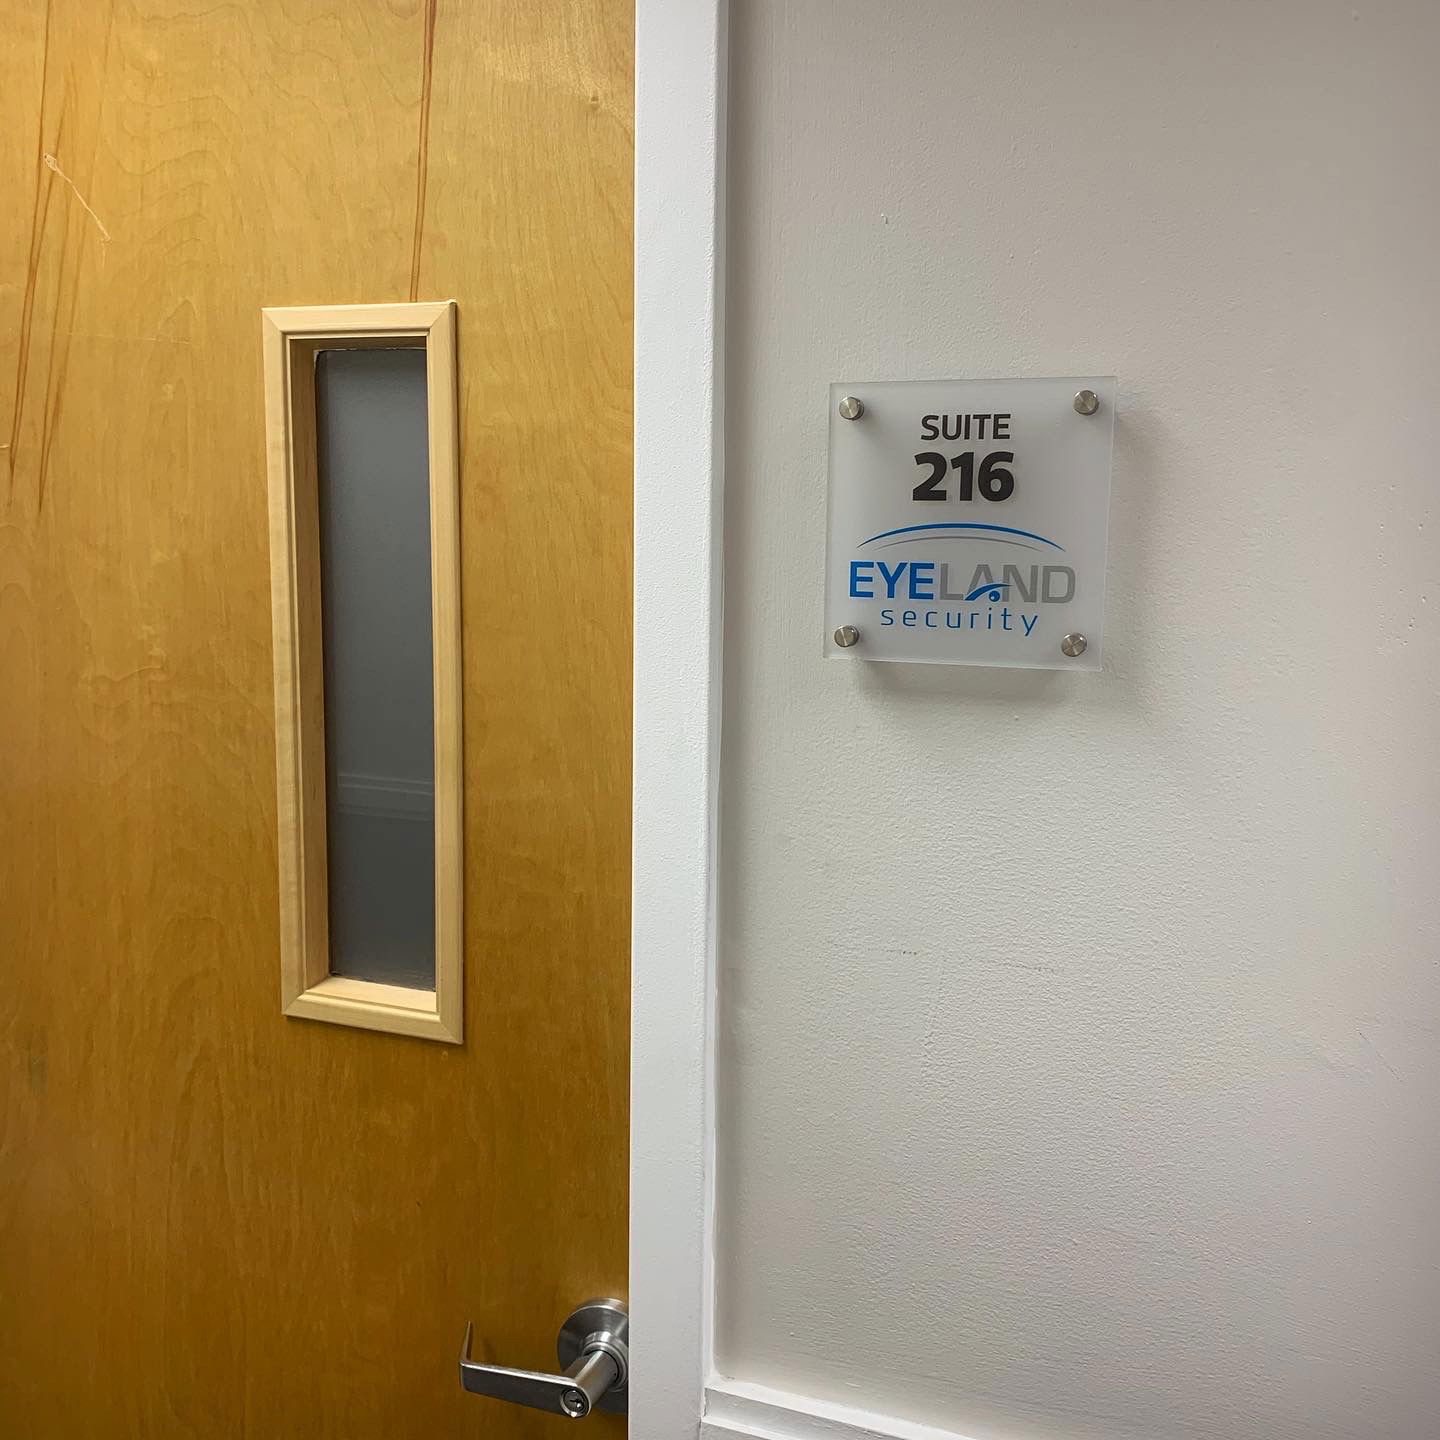 SUITE
216
EYELAND
security